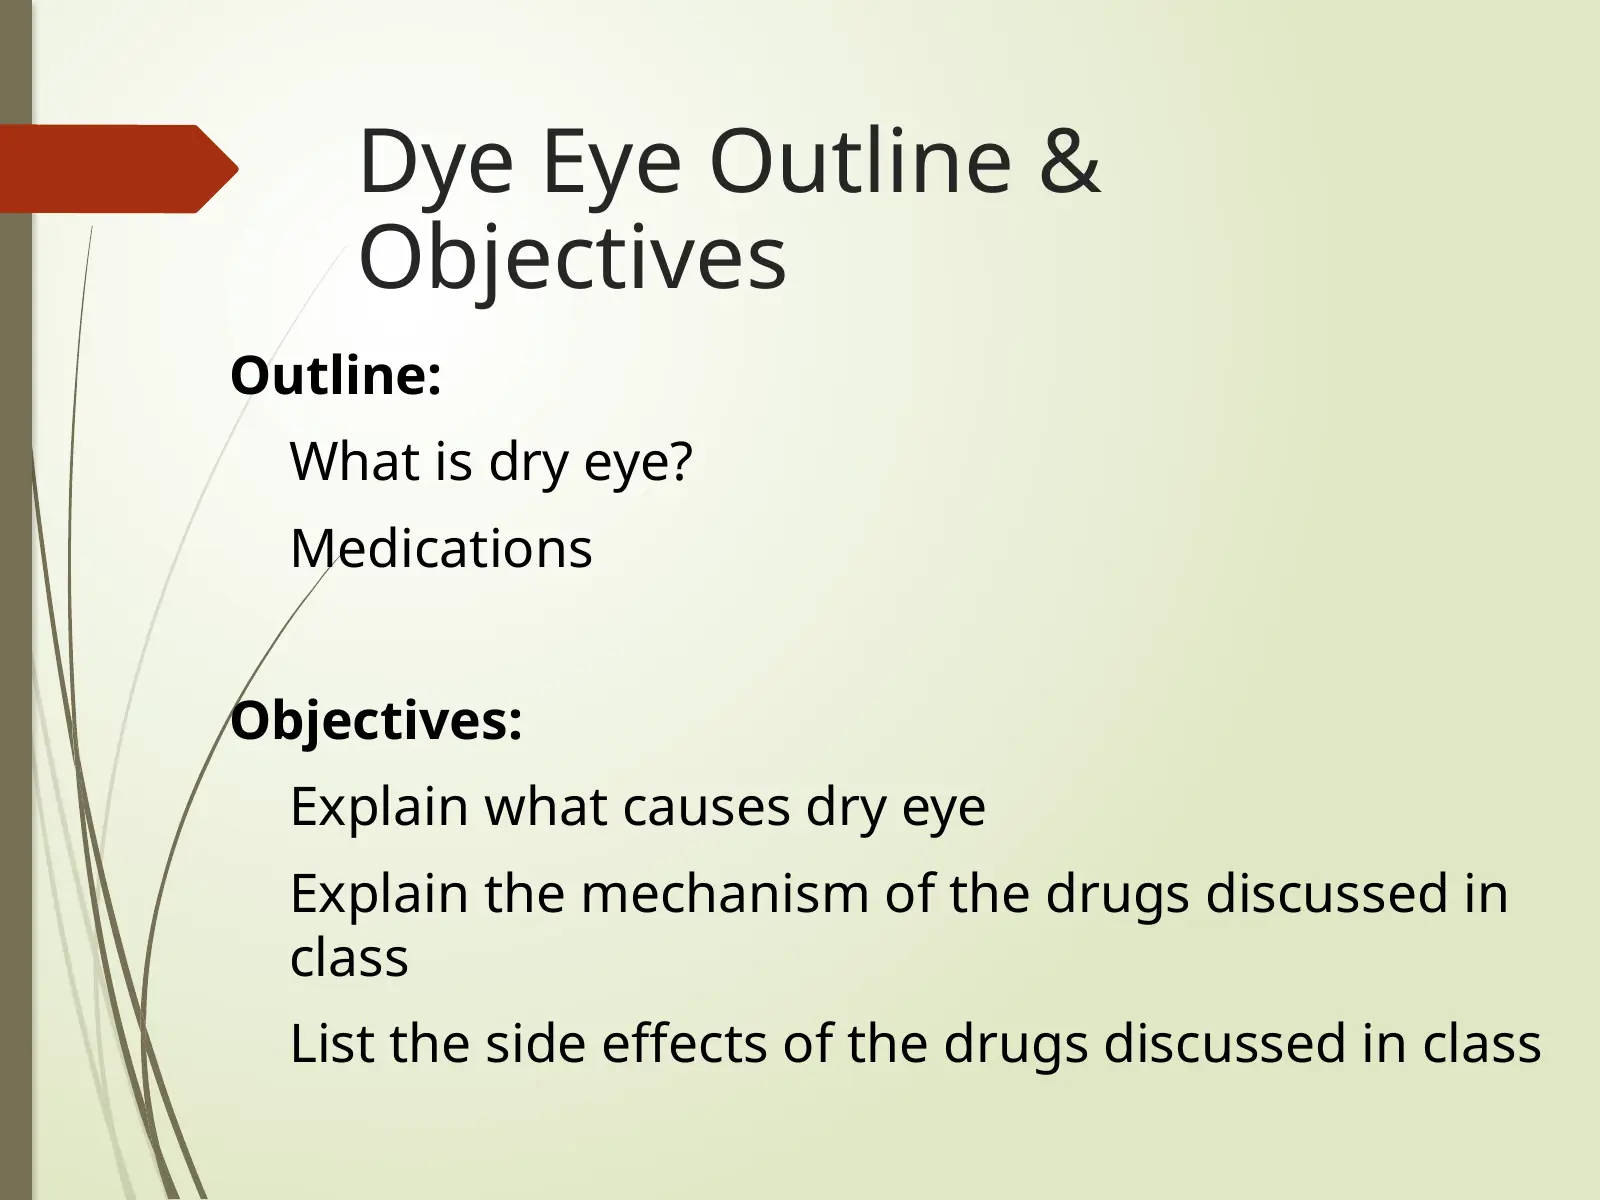 Dye Eye Outline &
Objectives
Outline:
What is dry eye?
Medications
Objectives:
Explain what causes dry eye
Explain the mechanism of the drugs discussed in
class
List the side effects of the drugs discussed in class